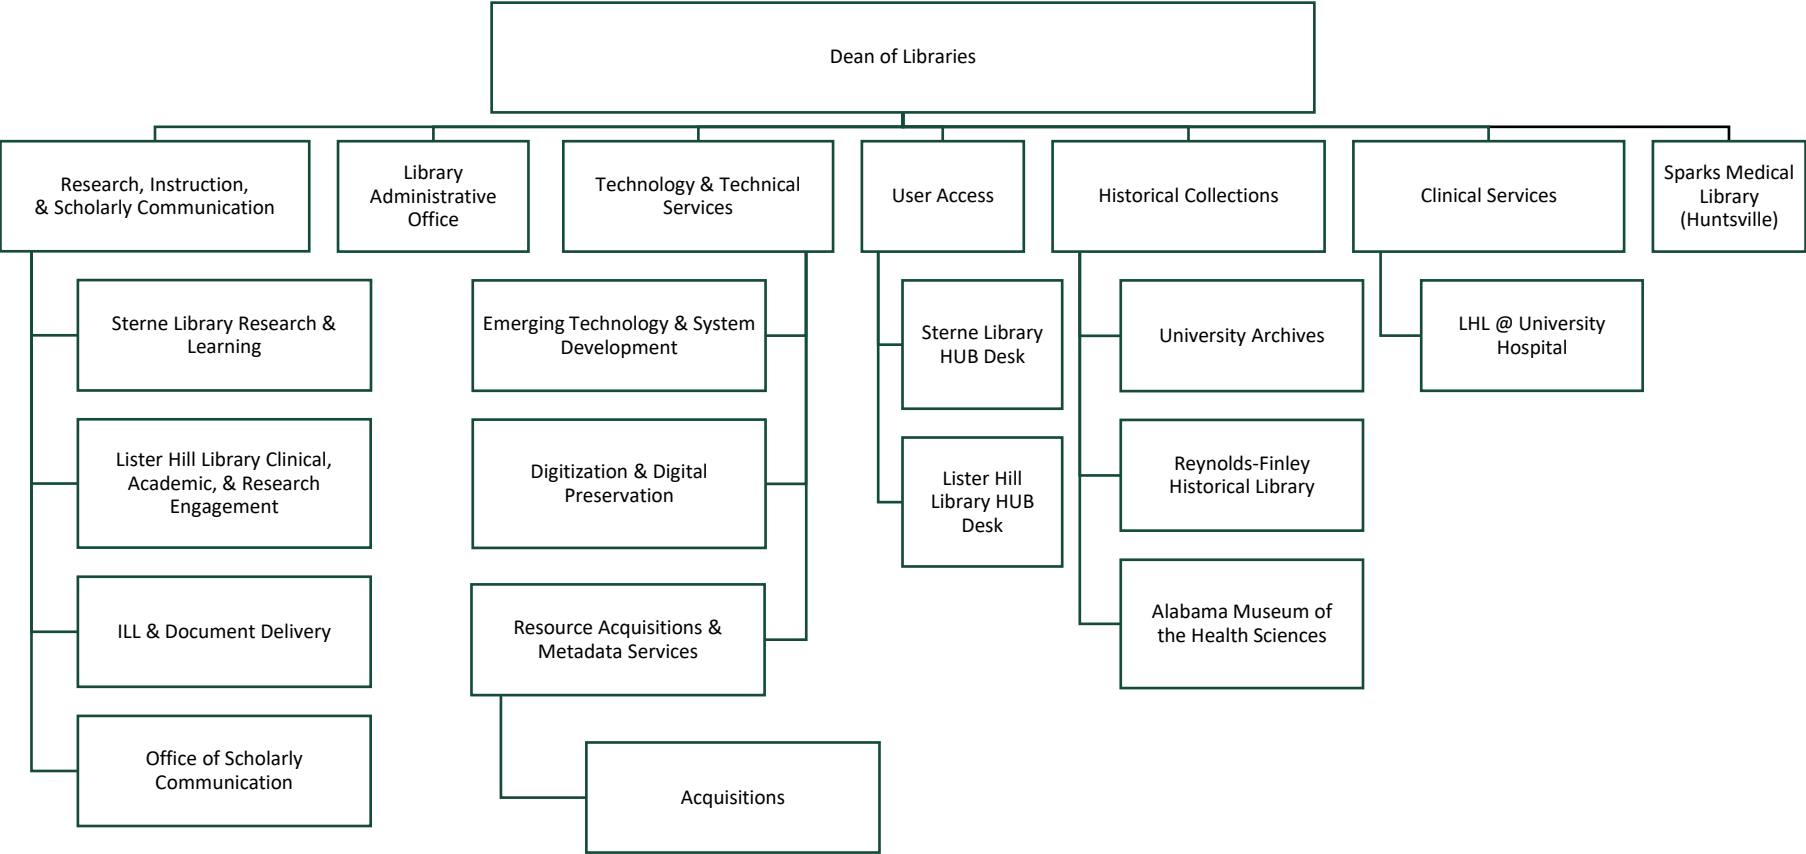 Dean of Libraries
Research, Instruction,
& Scholarly Communication
Library
Administrative
Office
Technology & Technical
Services
User Access
Historical Collections
Clinical Services
Sparks Medical
Library
(Huntsville)
Sterne Library Research &
Learning
Lister Hill Library Clinical,
Academic, & Research
Engagement
ILL & Document Delivery
Office of Scholarly
Communication
Emerging Technology & System
Development
Digitization & Digital
Preservation
Resource Acquisitions &
Metadata Services
Acquisitions
Sterne Library
HUB Desk
Lister Hill
Library HUB
Desk
University Archives
Reynolds-Finley
Historical Library
Alabama Museum of
the Health Sciences
LHL @ University
Hospital